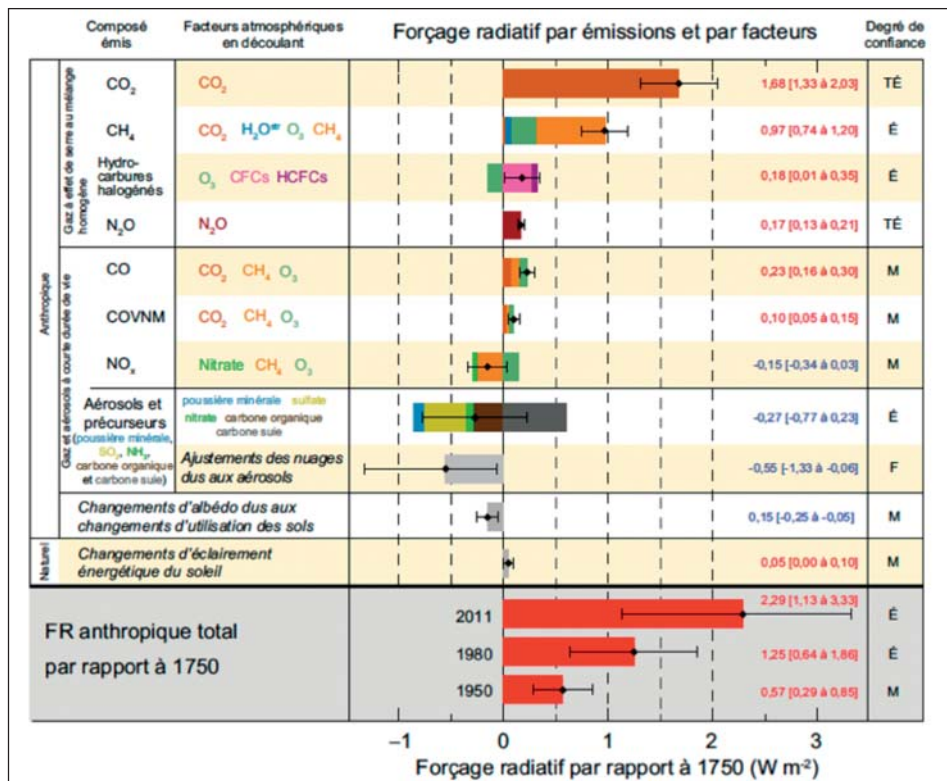 Composé émis
Facteurs atmosphériques en découlant
Forçage radiatif par émissions et par facteurs
Degré de confiance
Anthropique
Gaz à effet de serre au mélange homogène
CO₂ CO₂ 1,68 [1,33 à 2,03] TÉ
CH₄ CO₂ H₂Oˢᵗʳ O₃ CH₄ 0,97 [0,74 à 1,20] É
Hydro-carbures halogénés O₃ CFCs HCFCs 0,18 [0,01 à 0,35] É
N₂O N₂O 0,17 [0,13 à 0,21] TÉ
Gaz et aérosols à courte durée de vie
CO CO₂ CH₄ O₃ 0,23 [0,16 à 0,30] M
COVNM CO₂ CH₄ O₃ 0,10 [0,05 à 0,15] M
NOₓ Nitrate CH₄ O₃ -0,15 [-0,34 à 0,03] M
Aérosols et précurseurs
(poussière minérale,
SO₂, NH₃,
carbone organique
et carbone suie)
poussière minérale sulfate
nitrate carbone organique
carbone suie
-0,27 [-0,77 à 0,23] É
Ajustements des nuages
dus aux aérosols
-0,55 [-1,33 à -0,06] F
Changements d'albédo dus aux
changements d'utilisation des sols
0,15 [-0,25 à -0,05] M
Naturel
Changements d'éclairement
énergétique du soleil
0,05 [0,00 à 0,10] M
FR anthropique total
par rapport à 1750
2011 2,29 [1,13 à 3,33] É
1980 1,25 [0,64 à 1,86] É
1950 0,57 [0,29 à 0,85] M
−1 0 1 2 3
Forçage radiatif par rapport à 1750 (W m⁻²)